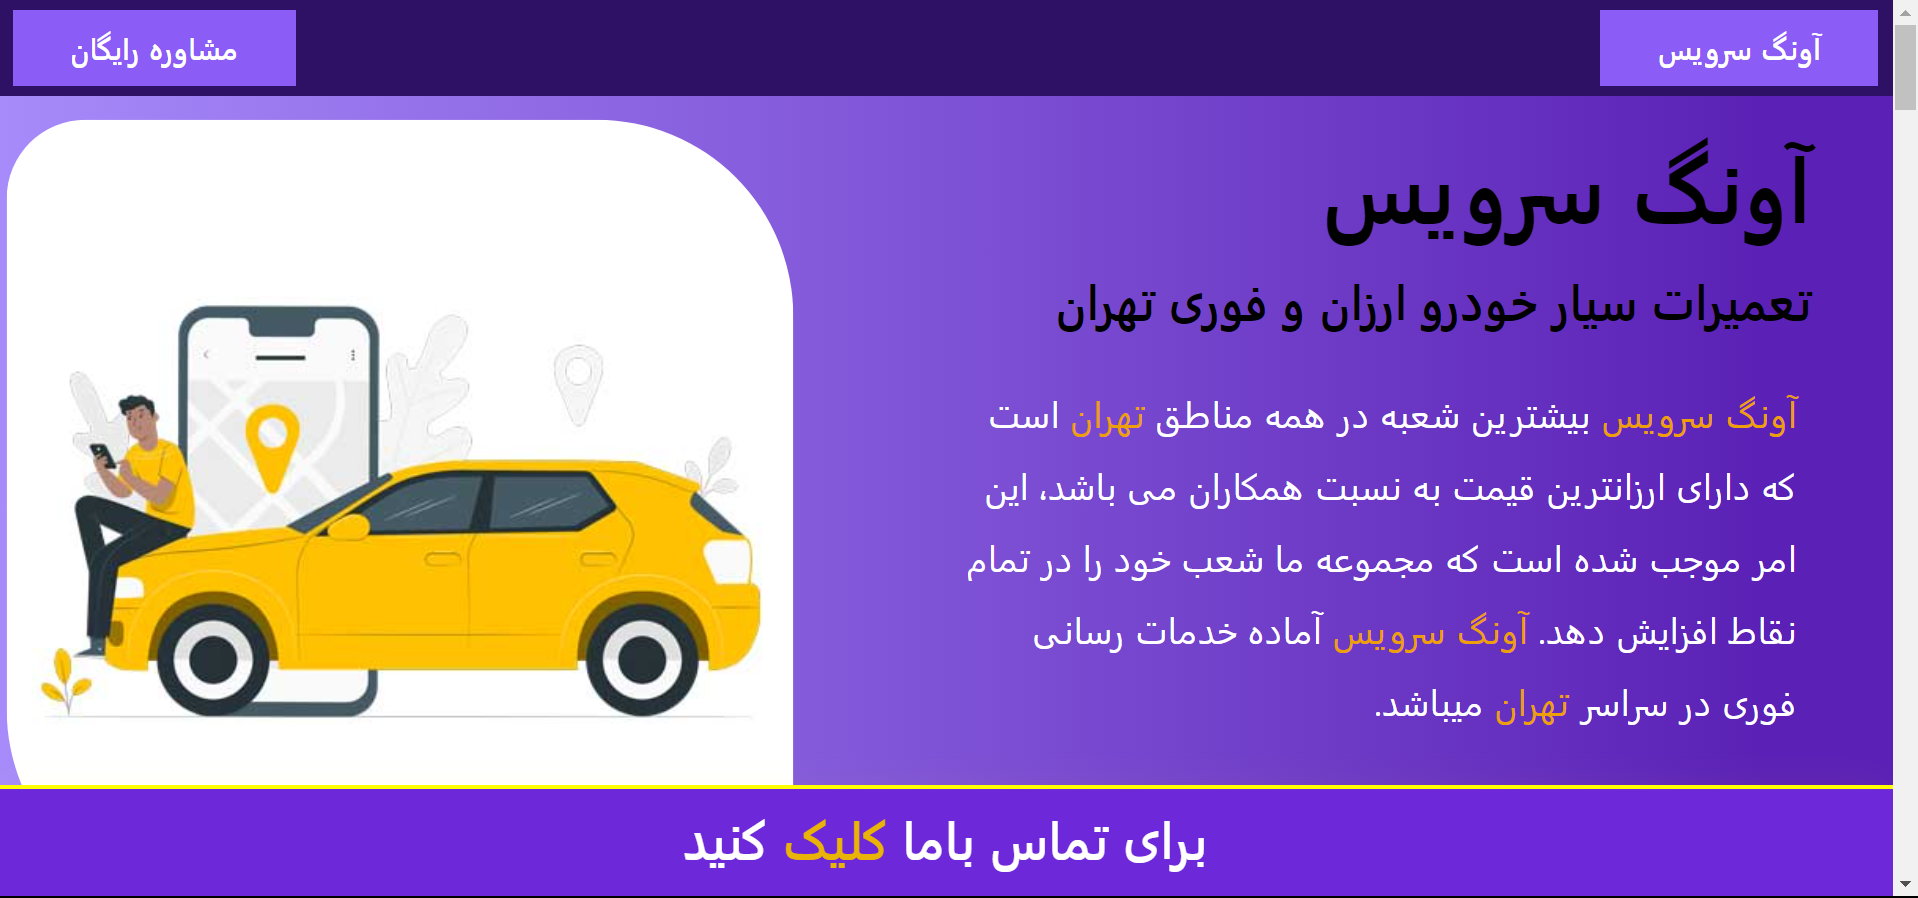 آونگ سرویس
مشاوره رایگان
آونگ سرویس
تعمیرات سیار خودرو ارزان و فوری تهران
آونگ سرویس بیشترین شعبه در همه مناطق تهران است
که دارای ارزانترین قیمت به نسبت همکاران می باشد، این
امر موجب شده است که مجموعه ما شعب خود را در تمام
نقاط افزایش دهد. آونگ سرویس آماده خدمات رسانی
فوری در سراسر تهران میباشد.
برای تماس باما کلیک کنید